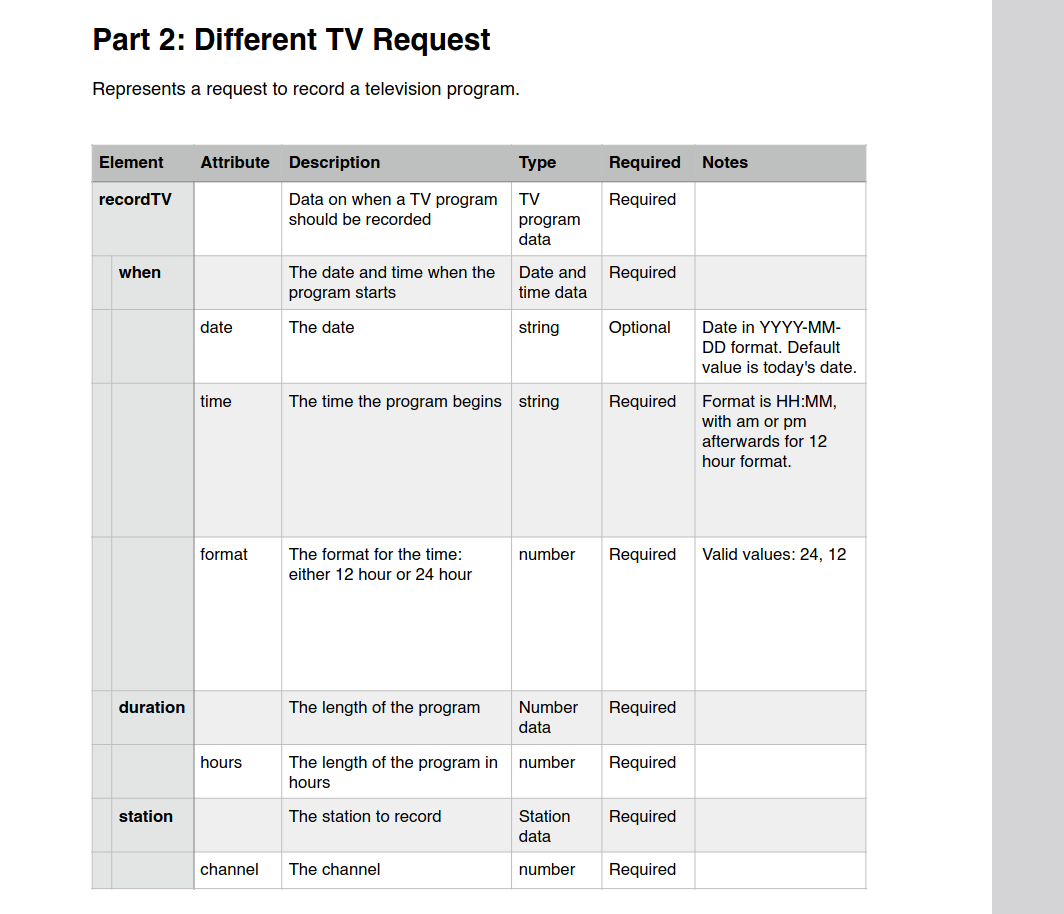 Part 2: Different TV Request
Represents a request to record a television program.
Element Attribute Description Type Required Notes
recordTV Data on when a TV program should be recorded TV program data Required
when The date and time when the program starts Date and time data Required
date The date string Optional Date in YYYY-MM-DD format. Default value is today's date.
time The time the program begins string Required Format is HH:MM, with am or pm afterwards for 12 hour format.
format The format for the time: either 12 hour or 24 hour number Required Valid values: 24, 12
duration The length of the program Number data Required
hours The length of the program in hours number Required
station The station to record Station data Required
channel The channel number Required